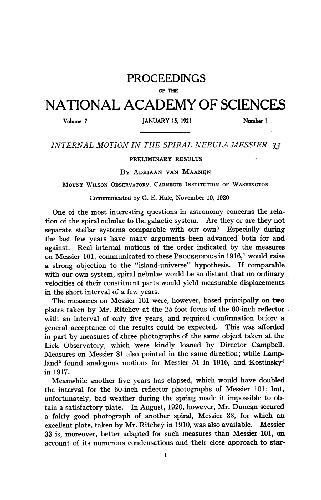 PROCEEDINGS
OF THE
NATIONAL ACADEMY OF SCIENCES
Volume 7 JANUARY 15, 1921 Number 1
INTERNAL MOTION IN THE SPIRAL NEBULA MESSIER 33
PRELIMINARY RESULTS
BY ADRIAAN VAN MAANEN
MOUNT WILSON OBSERVATORY, CARNEGIE INSTITUTION OF WASHINGTON
Communicated by G. E. Hale, November 10, 1920
One of the most interesting questions in astronomy concerns the rela-
tion of the spiral nebulae to the galactic system. Are they or are they not
separate stellar systems comparable with our own? Especially during
the last few years have many arguments been advanced both for and
against. Real internal motions of the order indicated by the measures
on Messier 101, communicated to these PROCEEDINGS in 1916,¹ would raise
a strong objection to the "island-universe" hypothesis. If comparable
with our own system, spiral nebulae would be so distant that no ordinary
velocities of their constituent parts would yield measurable displacements
in the short interval of a few years.
The measures on Messier 101 were, however, based principally on two
plates taken by Mr. Ritchey at the 25 foot focus of the 60-inch reflector
with an interval of only five years, and required confirmation before a
general acceptance of the results could be expected. This was afforded
in part by measures of three photographs of the same object taken at the
Lick Observatory, which were kindly loaned by Director Campbell.
Measures on Messier 81 also pointed in the same direction; while Lamp-
land² found analogous motions for Messier 51 in 1916, and Kostinsky³
in 1917.
Meanwhile another five years has elapsed, which would have doubled
the interval for the 60-inch reflector photographs of Messier 101; but,
unfortunately, bad weather during the spring made it impossible to ob-
tain a satisfactory plate. In August, 1920, however, Mr. Duncan secured
a fairly good photograph of another spiral, Messier 33, for which an
excellent plate, taken by Mr. Ritchey in 1910, was also available. Messier
33 is, moreover, better adapted for such measures than Messier 101, on
account of its numerous condensations and their close approach to star-
1